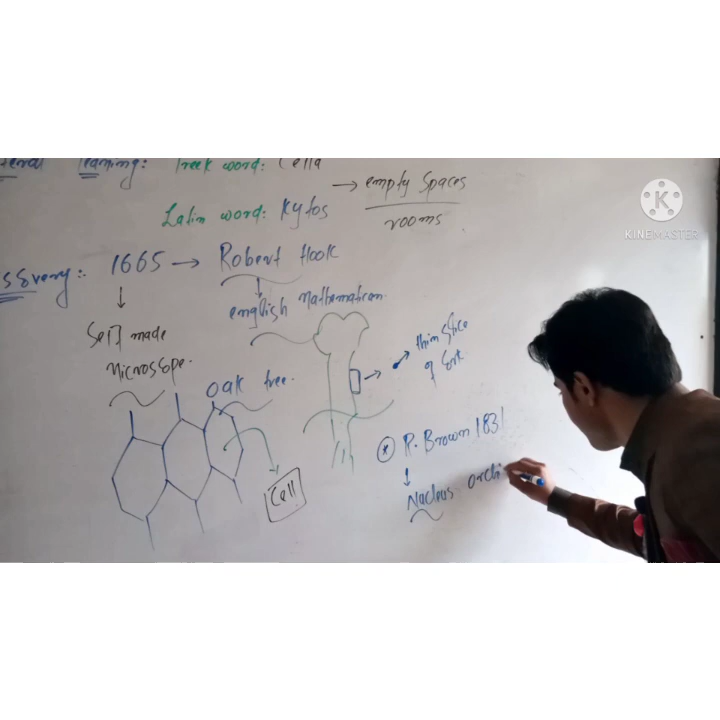 Greek word: Cella
Latin word: Kytos
→ empty spaces
rooms
1665 → Robert Hook
english Mathematician.
Self made
Microscope.
oak tree.
thin slice
of Cork
Cell
* R. Brown 1831
Nucleus orchi
KINEMASTER